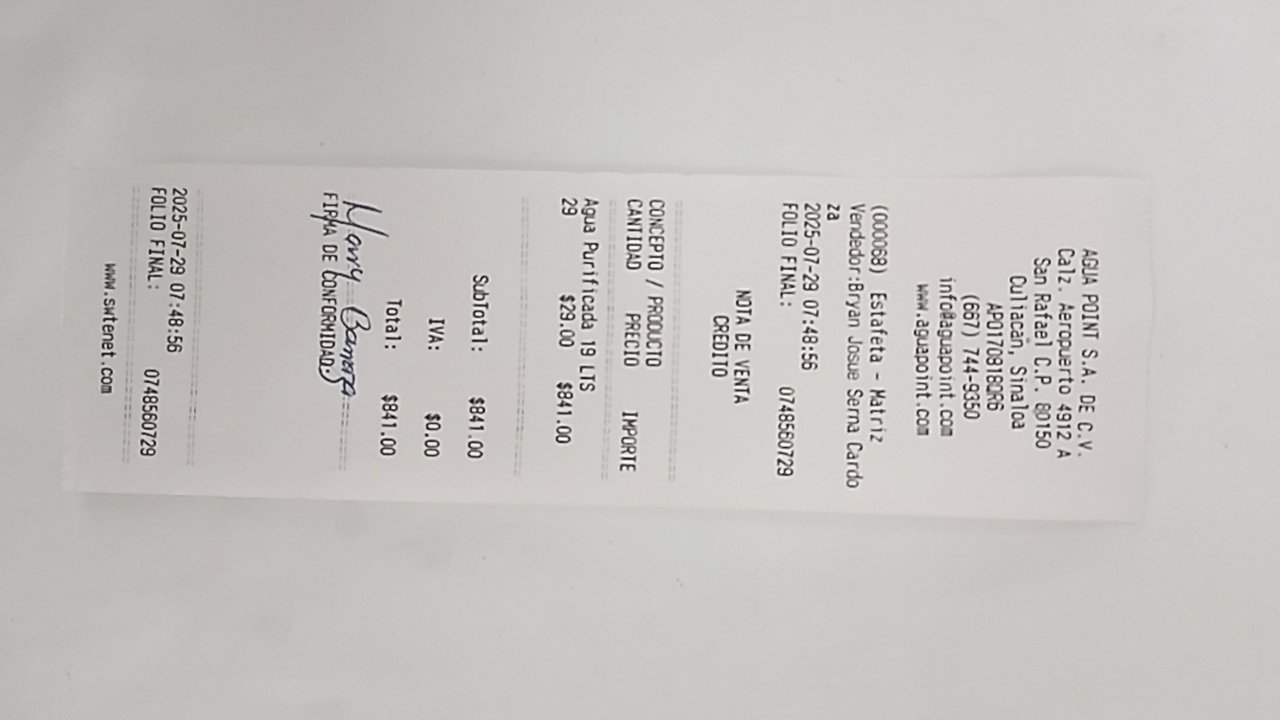 AGUA POINT S.A. DE C.V.
Calz. Aeropuerto 4912 A
San Rafael C.P. 80150
Culiacan, Sinaloa
APO170818QR6
(667) 744-9350
info@aguapoint.com
www.aguapoint.com
(000068) Estafeta - Matriz
Vendedor:Bryan Josue Serna Cardo
za
2025-07-29 07:48:56
FOLIO FINAL: 0748560729
NOTA DE VENTA
CREDITO
CONCEPTO / PRODUCTO
CANTIDAD PRECIO IMPORTE
Agua Purificada 19 LTS
29 $29.00 $841.00
SubTotal: $841.00
IVA: $0.00
Total: $841.00
FIRMA DE CONFORMIDAD
2025-07-29 07:48:56
FOLIO FINAL: 0748560729
www.swtenet.com